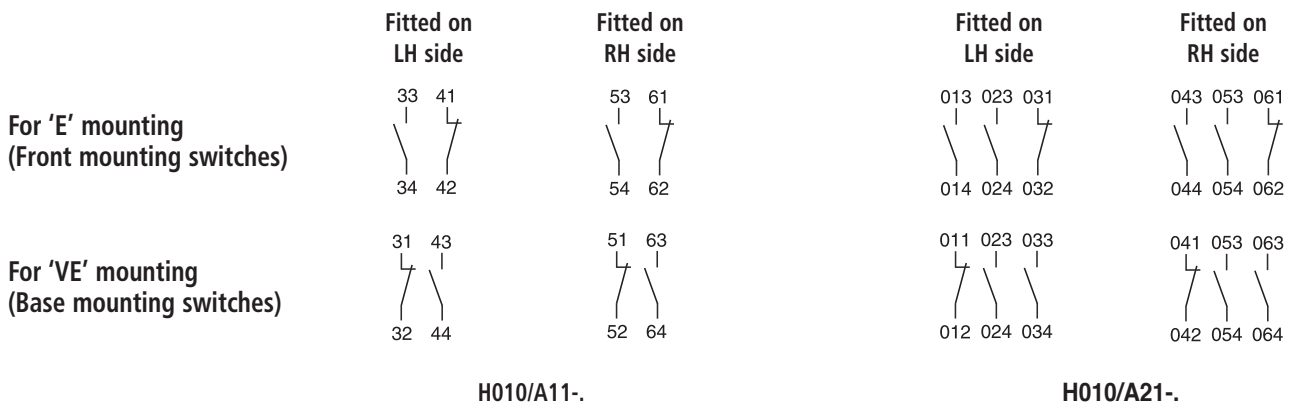 Fitted on Fitted on Fitted on Fitted on
LH side RH side LH side RH side
33 41 53 61 013 023 031 043 053 061
For ‘E’ mounting
(Front mounting switches)
34 42 54 62 014 024 032 044 054 062
31 43 51 63 011 023 033 041 053 063
For ‘VE’ mounting
(Base mounting switches)
32 44 52 64 012 024 034 042 054 064
H010/A11-. H010/A21-.